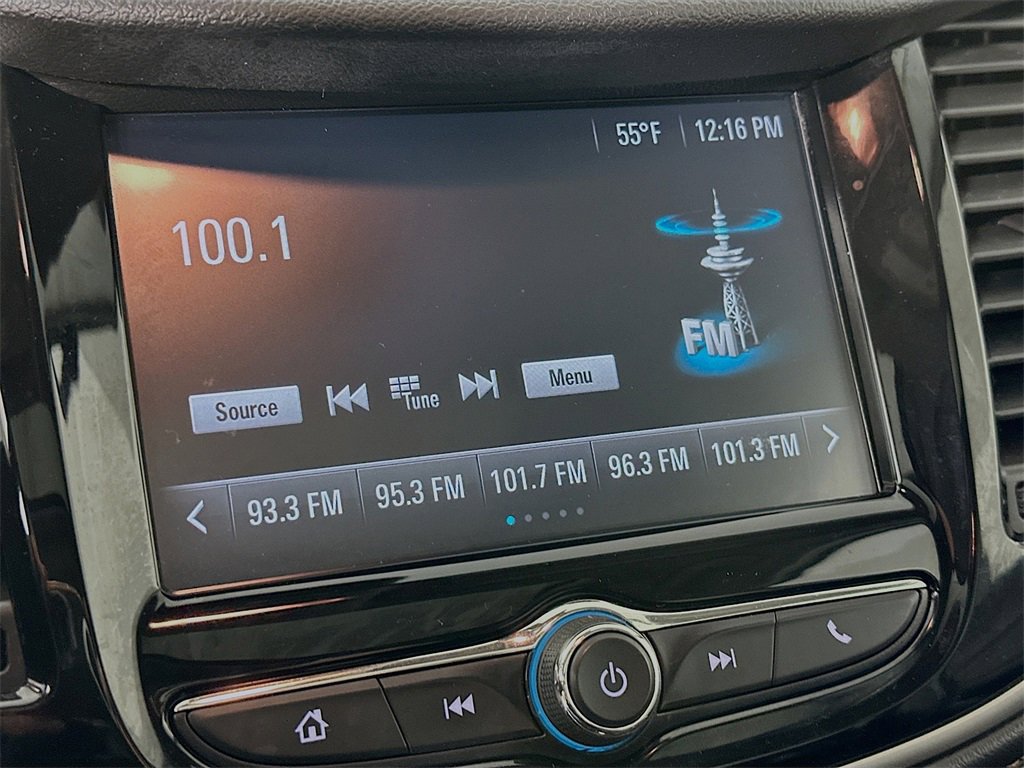 55°F 12:16 PM
100.1
FM
Source Tune Menu
93.3 FM 95.3 FM 101.7 FM 96.3 FM 101.3 FM